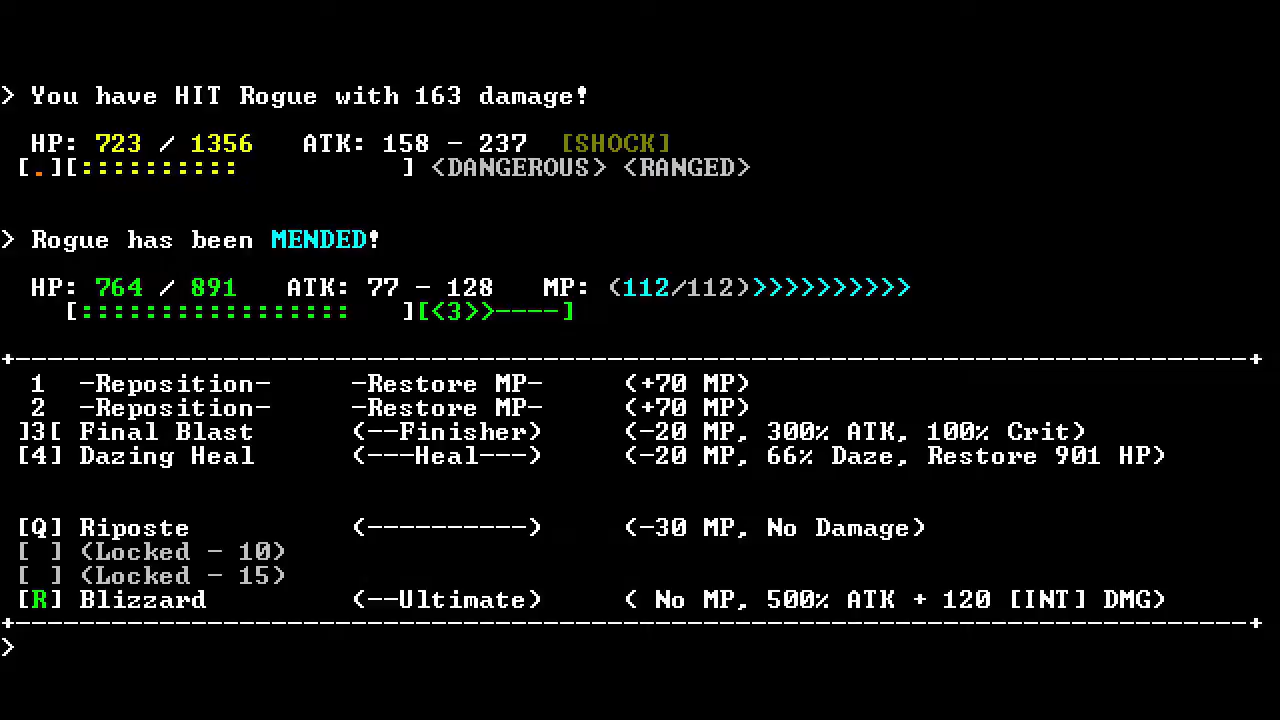 > You have HIT Rogue with 163 damage!
HP: 723 / 1356   ATK: 158 - 237  [SHOCK]
[.][::::::::::          ] <DANGEROUS> <RANGED>
> Rogue has been MENDED!
HP: 764 / 891   ATK: 77 - 128   MP: (112/112)>>>>>>>>>>
[:::::::::::::::::   ][<3>>----]
+------------------------------------------------------------------------------+
1  -Reposition-     -Restore MP-     (+70 MP)
2  -Reposition-     -Restore MP-     (+70 MP)
]3[ Final Blast      (--Finisher)     (-20 MP, 300% ATK, 100% Crit)
[4] Dazing Heal      (---Heal---)     (-20 MP, 66% Daze, Restore 901 HP)
[Q] Riposte          (----------)     (-30 MP, No Damage)
[ ] (Locked - 10)
[ ] (Locked - 15)
[R] Blizzard         (--Ultimate)     ( No MP, 500% ATK + 120 [INT] DMG)
+------------------------------------------------------------------------------+
>